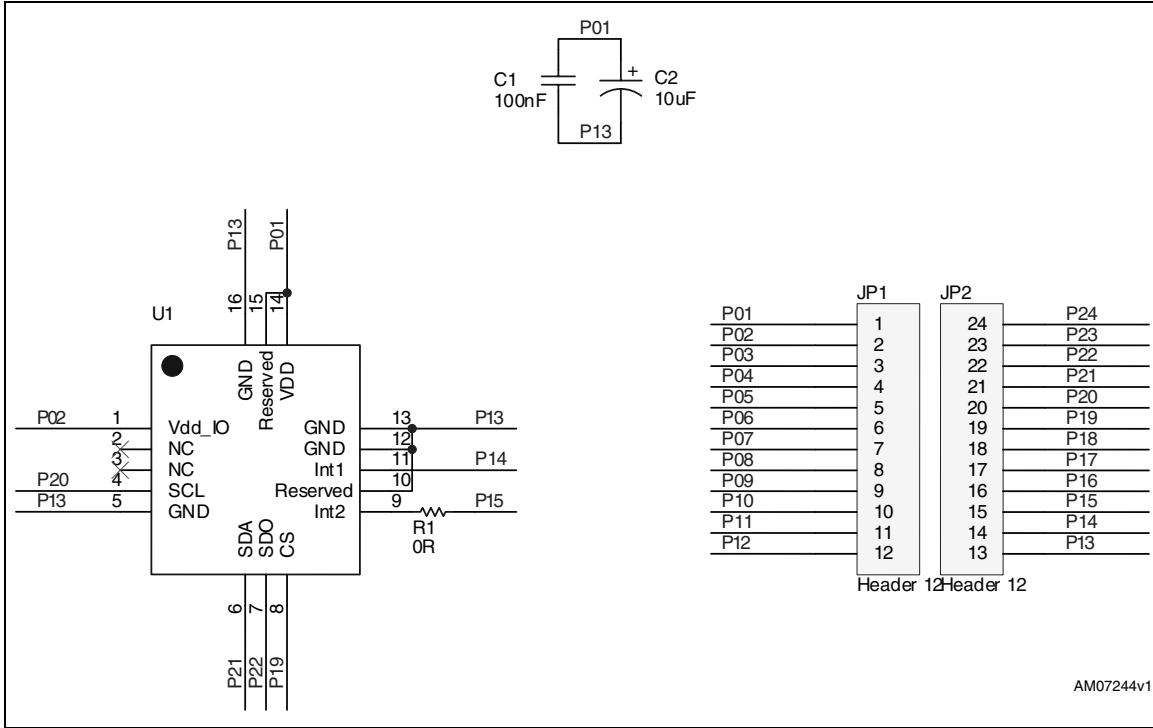 P01
C1
100nF
+
C2
10uF
P13
P13
P01
16
15
14
U1
GND
Reserved
VDD
P02
1
Vdd_IO
2
NC
3
NC
P20
4
SCL
P13
5
GND
GND
13
P13
GND
12
Int1
11
P14
Reserved
10
Int2
9
P15
R1
0R
SDA
SDO
CS
6
7
8
P21
P22
P19
JP1
JP2
P01
1
24
P24
P02
2
23
P23
P03
3
22
P22
P04
4
21
P21
P05
5
20
P20
P06
6
19
P19
P07
7
18
P18
P08
8
17
P17
P09
9
16
P16
P10
10
15
P15
P11
11
14
P14
P12
12
13
P13
Header 12
Header 12
AM07244v1